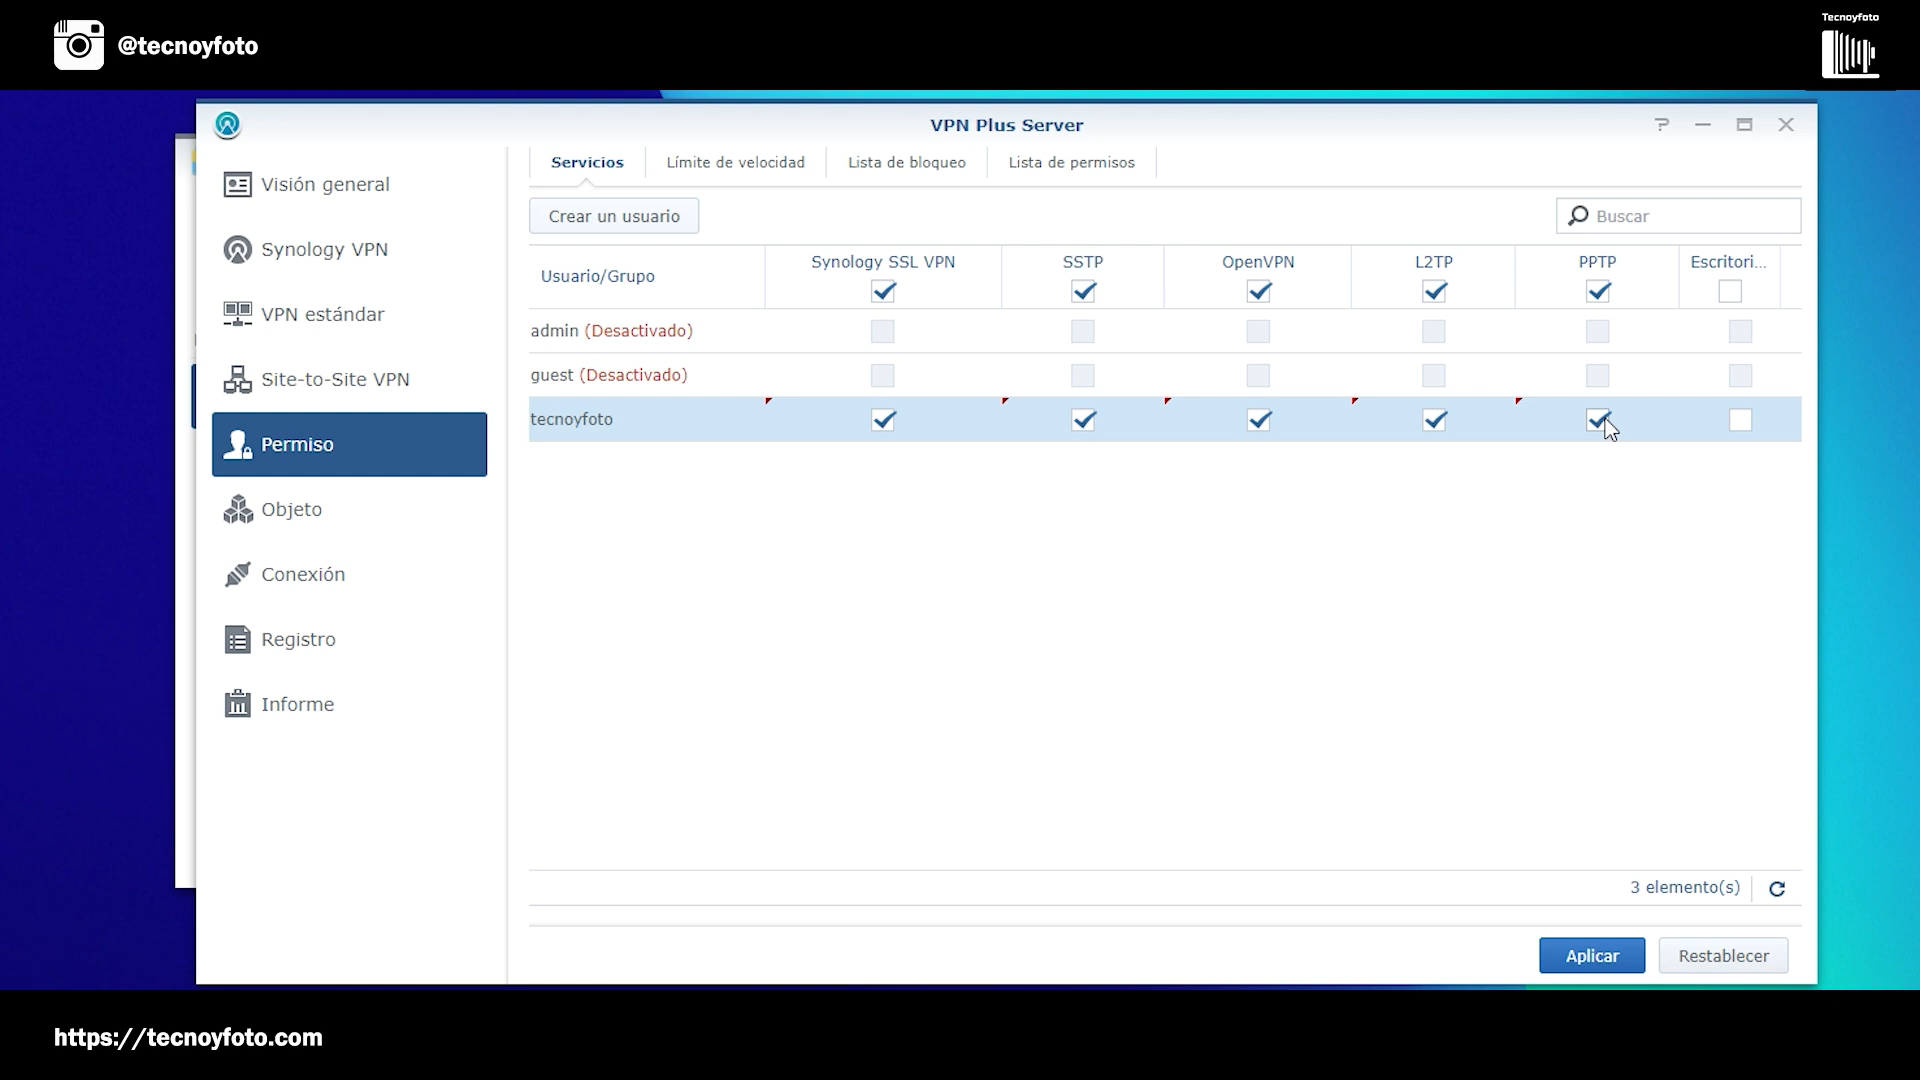 @tecnoyfoto
Tecnoyfoto
VPN Plus Server
Visión general
Synology VPN
VPN estándar
Site-to-Site VPN
Permiso
Objeto
Conexión
Registro
Informe
Servicios Límite de velocidad Lista de bloqueo Lista de permisos
Crear un usuario
Buscar
Usuario/Grupo Synology SSL VPN SSTP OpenVPN L2TP PPTP Escritori...
admin (Desactivado)
guest (Desactivado)
tecnoyfoto
3 elemento(s)
Aplicar Restablecer
https://tecnoyfoto.com